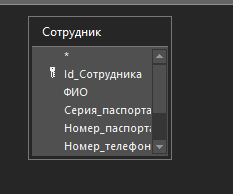 Сотрудник
*
Id_Сотрудника
ФИО
Серия_паспорта
Номер_паспорта
Номер_телефон